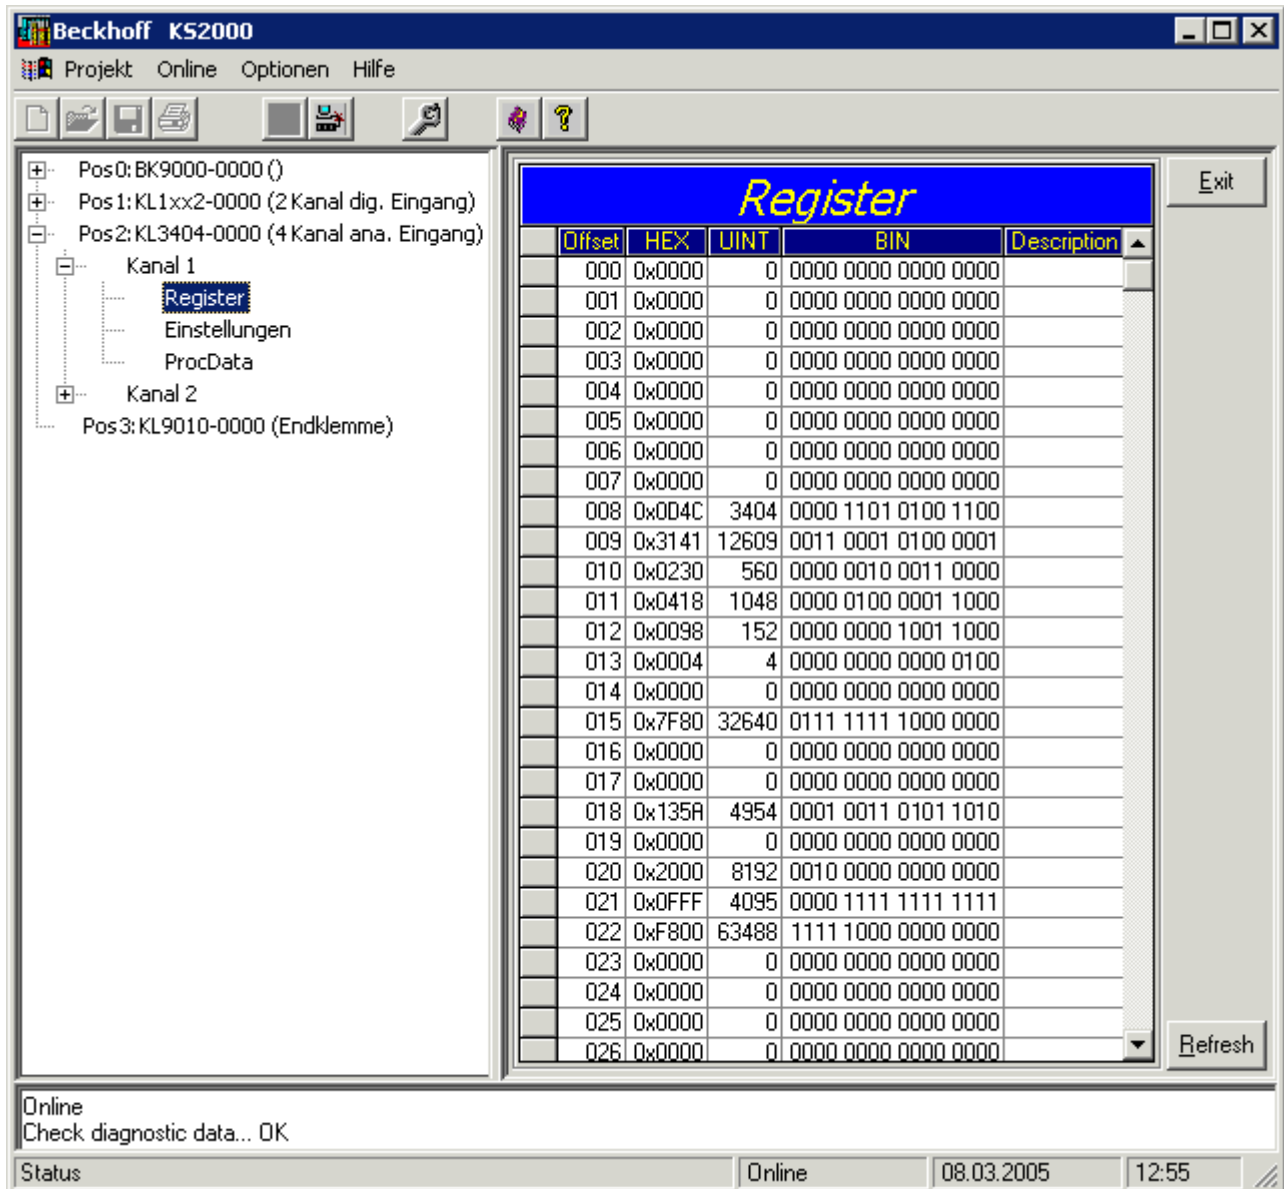 Beckhoff KS2000
Projekt Online Optionen Hilfe
Pos0: BK9000-0000 ()
Pos1: KL1xx2-0000 (2 Kanal dig. Eingang)
Pos2: KL3404-0000 (4 Kanal ana. Eingang)
Kanal 1
Register
Einstellungen
ProcData
Kanal 2
Pos3: KL9010-0000 (Endklemme)
Register
Offset HEX UINT BIN Description
000 0x0000 0 0000 0000 0000 0000
001 0x0000 0 0000 0000 0000 0000
002 0x0000 0 0000 0000 0000 0000
003 0x0000 0 0000 0000 0000 0000
004 0x0000 0 0000 0000 0000 0000
005 0x0000 0 0000 0000 0000 0000
006 0x0000 0 0000 0000 0000 0000
007 0x0000 0 0000 0000 0000 0000
008 0x0D4C 3404 0000 1101 0100 1100
009 0x3141 12609 0011 0001 0100 0001
010 0x0230 560 0000 0010 0011 0000
011 0x0418 1048 0000 0100 0001 1000
012 0x0098 152 0000 0000 1001 1000
013 0x0004 4 0000 0000 0000 0100
014 0x0000 0 0000 0000 0000 0000
015 0x7F80 32640 0111 1111 1000 0000
016 0x0000 0 0000 0000 0000 0000
017 0x0000 0 0000 0000 0000 0000
018 0x135A 4954 0001 0011 0101 1010
019 0x0000 0 0000 0000 0000 0000
020 0x2000 8192 0010 0000 0000 0000
021 0x0FFF 4095 0000 1111 1111 1111
022 0xF800 63488 1111 1000 0000 0000
023 0x0000 0 0000 0000 0000 0000
024 0x0000 0 0000 0000 0000 0000
025 0x0000 0 0000 0000 0000 0000
026 0x0000 0 0000 0000 0000 0000
Exit
Refresh
Online
Check diagnostic data... OK
Status Online 08.03.2005 12:55